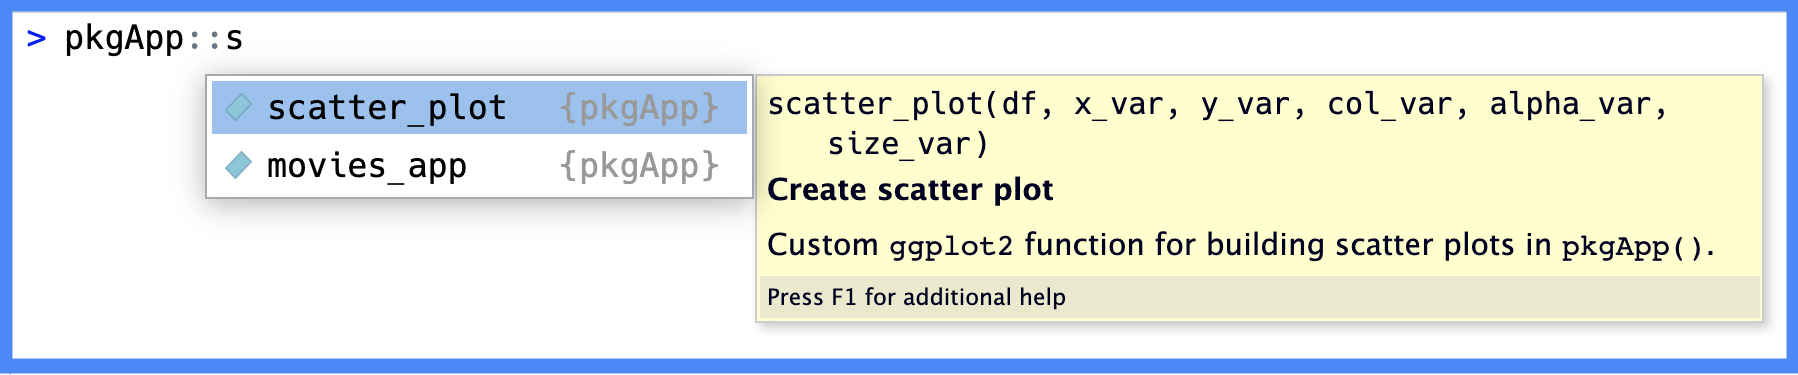 > pkgApp::s
scatter_plot {pkgApp}
movies_app {pkgApp}
scatter_plot(df, x_var, y_var, col_var, alpha_var,
size_var)
Create scatter plot
Custom ggplot2 function for building scatter plots in pkgApp().
Press F1 for additional help